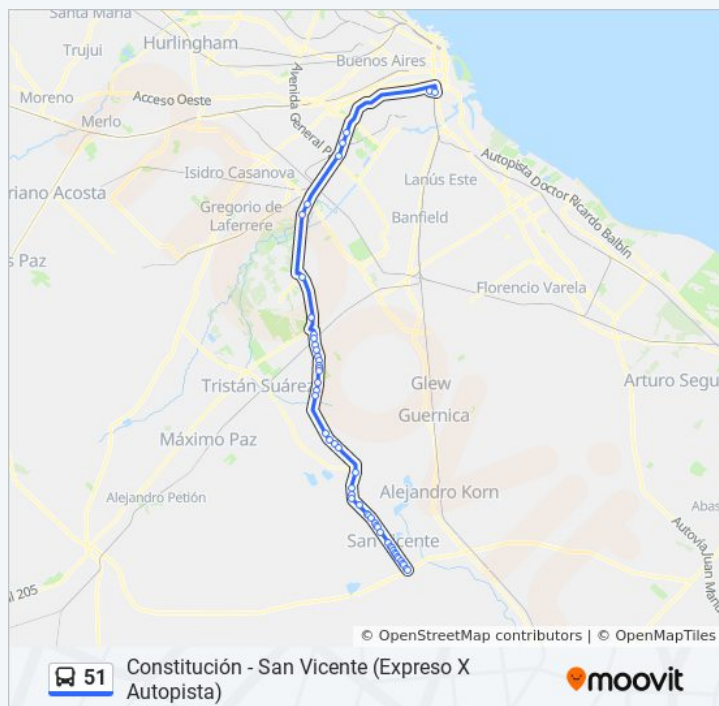 Santa María
Hurlingham
Trujui
Buenos Aires
Moreno
Acceso Oeste
Merlo
Avenida General P
Isidro Casanova
Lanús Este
Autopista Doctor Ricardo Balbín
riano Acosta
Gregorio de
Laferrere
Banfield
s Paz
Florencio Varela
Tristán Suárez
Glew
Arturo Segu
Guernica
Máximo Paz
Alejandro Petión
Alejandro Korn
Abas
San Vicente
Autovía Juan Manu
al 205
© OpenStreetMap contributors | © OpenMapTiles
51
Constitución - San Vicente (Expreso X
Autopista)
moovit